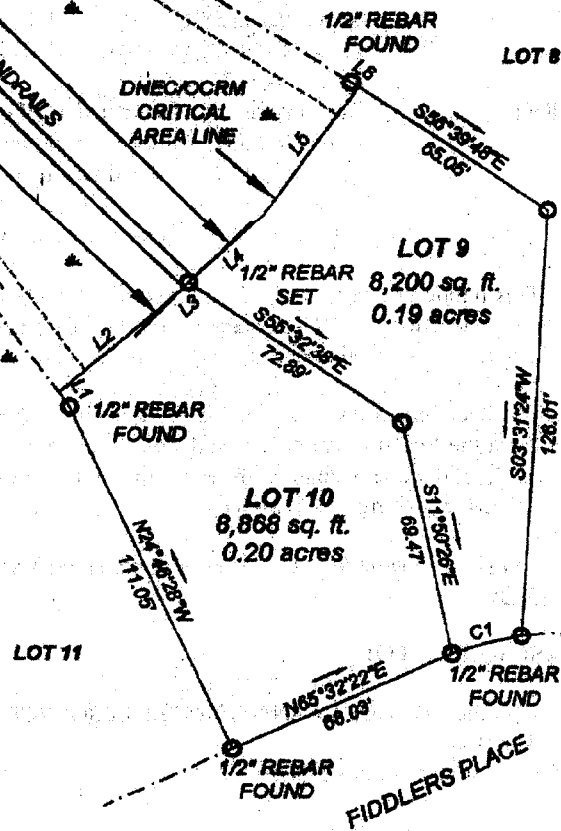 1/2" REBAR
FOUND
LOT 8
L6
DHEC/OCRM
CRITICAL
AREA LINE
L5
S56°39'48"E
65.05'
LOT 9
8,200 sq. ft.
0.19 acres
L4
1/2" REBAR
SET
L3
L2
S55°32'38"E
72.89'
S03°31'24"W
126.01'
L1
1/2" REBAR
FOUND
LOT 10
8,868 sq. ft.
0.20 acres
S11°50'26"E
69.47'
N24°46'28"W
111.05'
LOT 11
C1
1/2" REBAR
FOUND
N65°32'22"E
66.03'
1/2" REBAR
FOUND
FIDDLERS PLACE